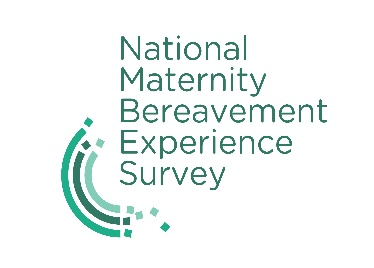 National
Maternity
Bereavement
Experience
Survey